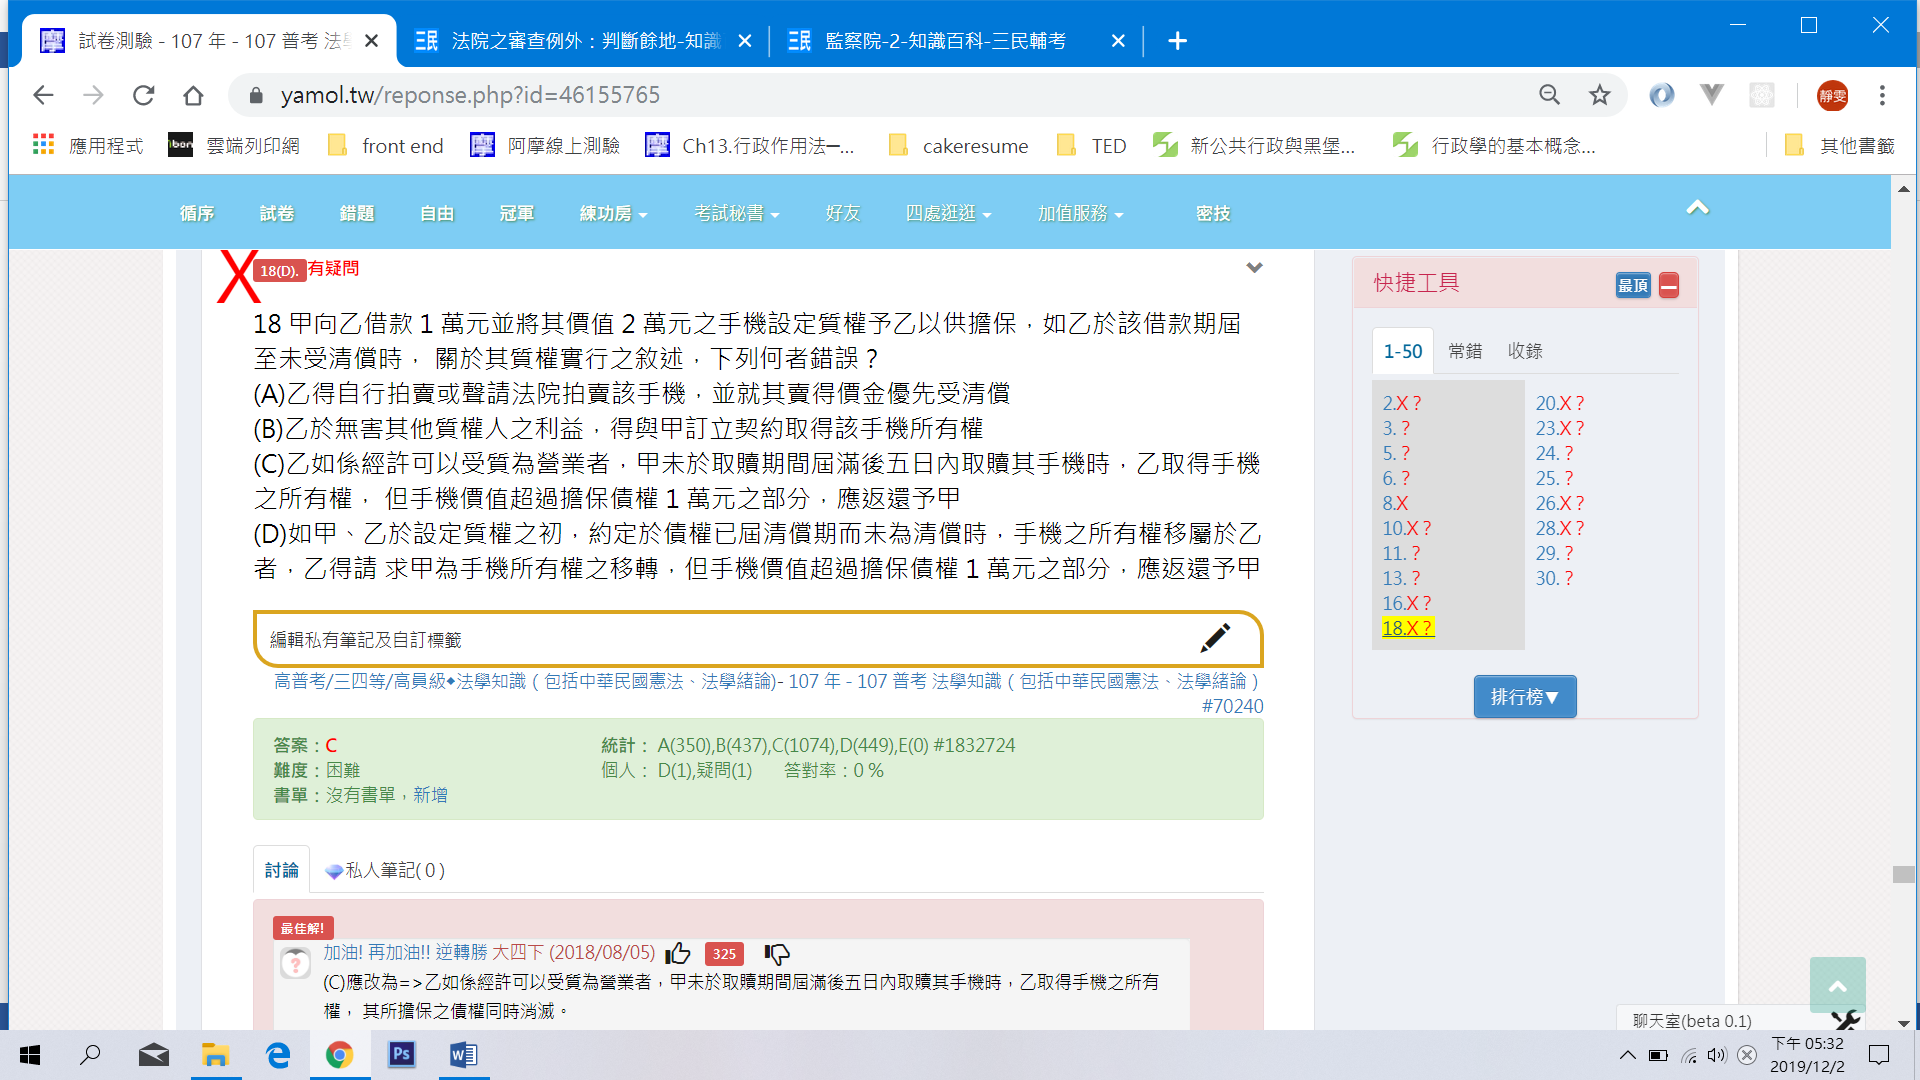 試卷測驗 - 107 年 - 107 普考 法
法院之審查例外：判斷餘地-知識
監察院-2-知識百科-三民輔考
yamol.tw/reponse.php?id=46155765
靜雯
應用程式
ibon
雲端列印網
front end
阿摩線上測驗
Ch13.行政作用法─...
cakeresume
TED
新公共行政與黑堡...
行政學的基本概念...
其他書籤
循序
試卷
錯題
自由
冠軍
練功房
考試秘書
好友
四處逛逛
加值服務
密技
X
18(D).
有疑問
18 甲向乙借款 1 萬元並將其價值 2 萬元之手機設定質權予乙以供擔保，如乙於該借款期屆
至未受清償時， 關於其質權實行之敘述，下列何者錯誤？
(A)乙得自行拍賣或聲請法院拍賣該手機，並就其賣得價金優先受清償
(B)乙於無害其他質權人之利益，得與甲訂立契約取得該手機所有權
(C)乙如係經許可以受質為營業者，甲未於取贖期間屆滿後五日內取贖其手機時，乙取得手機
之所有權， 但手機價值超過擔保債權 1 萬元之部分，應返還予甲
(D)如甲、乙於設定質權之初，約定於債權已屆清償期而未為清償時，手機之所有權移屬於乙
者，乙得請 求甲為手機所有權之移轉，但手機價值超過擔保債權 1 萬元之部分，應返還予甲
編輯私有筆記及自訂標籤
高普考/三四等/高員級◆法學知識（包括中華民國憲法、法學緒論)- 107 年 - 107 普考 法學知識（包括中華民國憲法、法學緒論）
#70240
答案：C
難度：困難
書單：沒有書單，新增
統計： A(350),B(437),C(1074),D(449),E(0) #1832724
個人： D(1),疑問(1) 答對率：0 %
討論
私人筆記( 0 )
最佳解!
加油! 再加油!! 逆轉勝 大四下 (2018/08/05)
325
(C)應改為=>乙如係經許可以受質為營業者，甲未於取贖期間屆滿後五日內取贖其手機時，乙取得手機之所有
權， 其所擔保之債權同時消滅。
快捷工具
最頂
1-50
常錯
收錄
2.X ?
3. ?
5. ?
6. ?
8.X
10.X ?
11. ?
13. ?
16.X ?
18.X ?
20.X ?
23.X ?
24. ?
25. ?
26.X ?
28.X ?
29. ?
30. ?
排行榜▼
聊天室(beta 0.1)
Ps
下午 05:32
2019/12/2